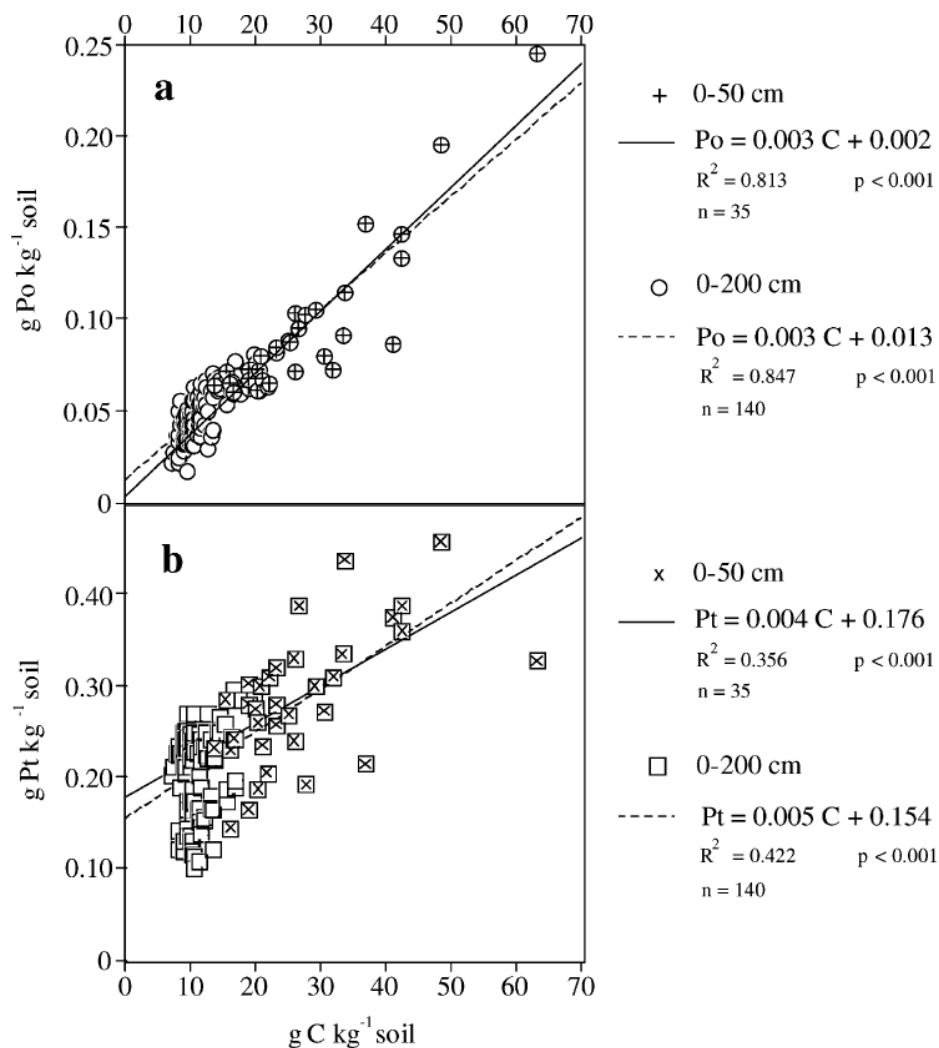 0 10 20 30 40 50 60 70
0.25
a
0.20
0.15
0.10
0.05
0
g Po kg⁻¹ soil
+ 0-50 cm
Po = 0.003 C + 0.002
R² = 0.813 p < 0.001
n = 35
0-200 cm
Po = 0.003 C + 0.013
R² = 0.847 p < 0.001
n = 140
b
0.40
0.30
0.20
0.10
0
g Pt kg⁻¹ soil
x 0-50 cm
Pt = 0.004 C + 0.176
R² = 0.356 p < 0.001
n = 35
0-200 cm
Pt = 0.005 C + 0.154
R² = 0.422 p < 0.001
n = 140
0 10 20 30 40 50 60 70
g C kg⁻¹ soil